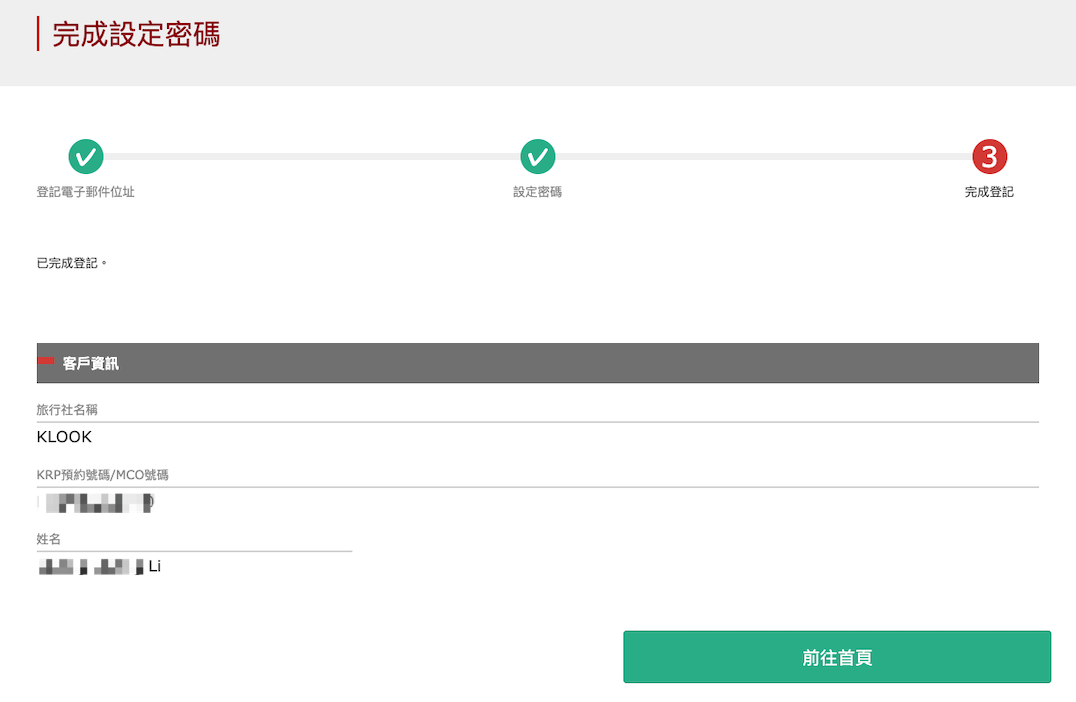 完成設定密碼
3
登記電子郵件位址
設定密碼
完成登記
已完成登記。
客戶資訊
旅行社名稱
KLOOK
KRP預約號碼/MCO號碼
姓名
Li
前往首頁